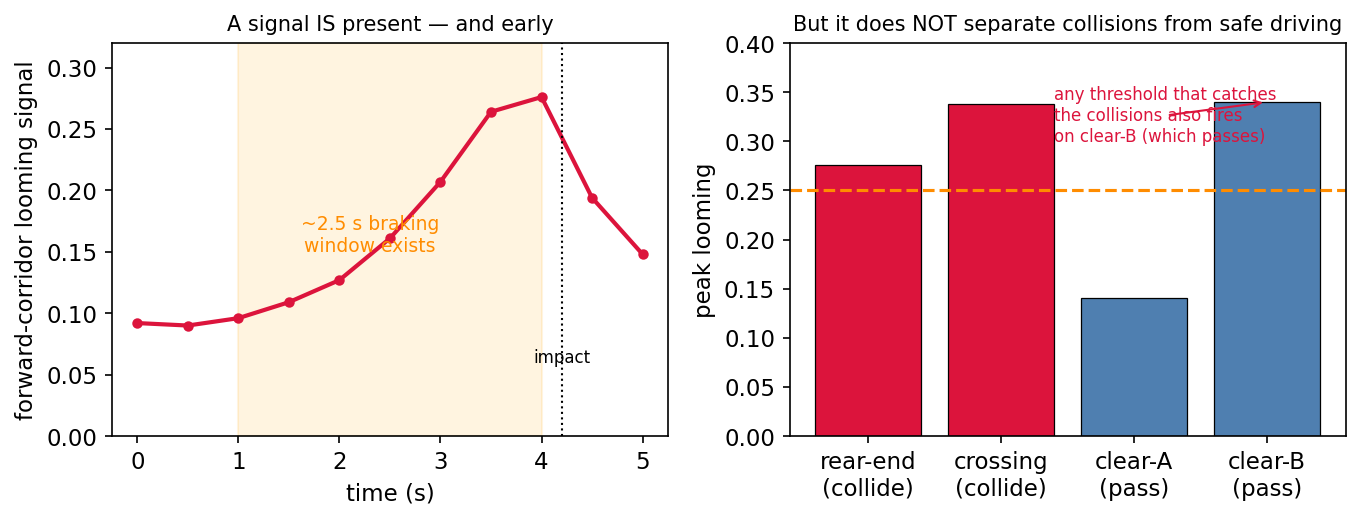 A signal IS present — and early
forward-corridor looming signal
0.30
0.25
0.20
0.15
0.10
0.05
0.00
~2.5 s braking
window exists
impact
0
1
2
3
4
5
time (s)
But it does NOT separate collisions from safe driving
peak looming
0.40
0.35
0.30
0.25
0.20
0.15
0.10
0.05
0.00
any threshold that catches
the collisions also fires
on clear-B (which passes)
rear-end
(collide)
crossing
(collide)
clear-A
(pass)
clear-B
(pass)